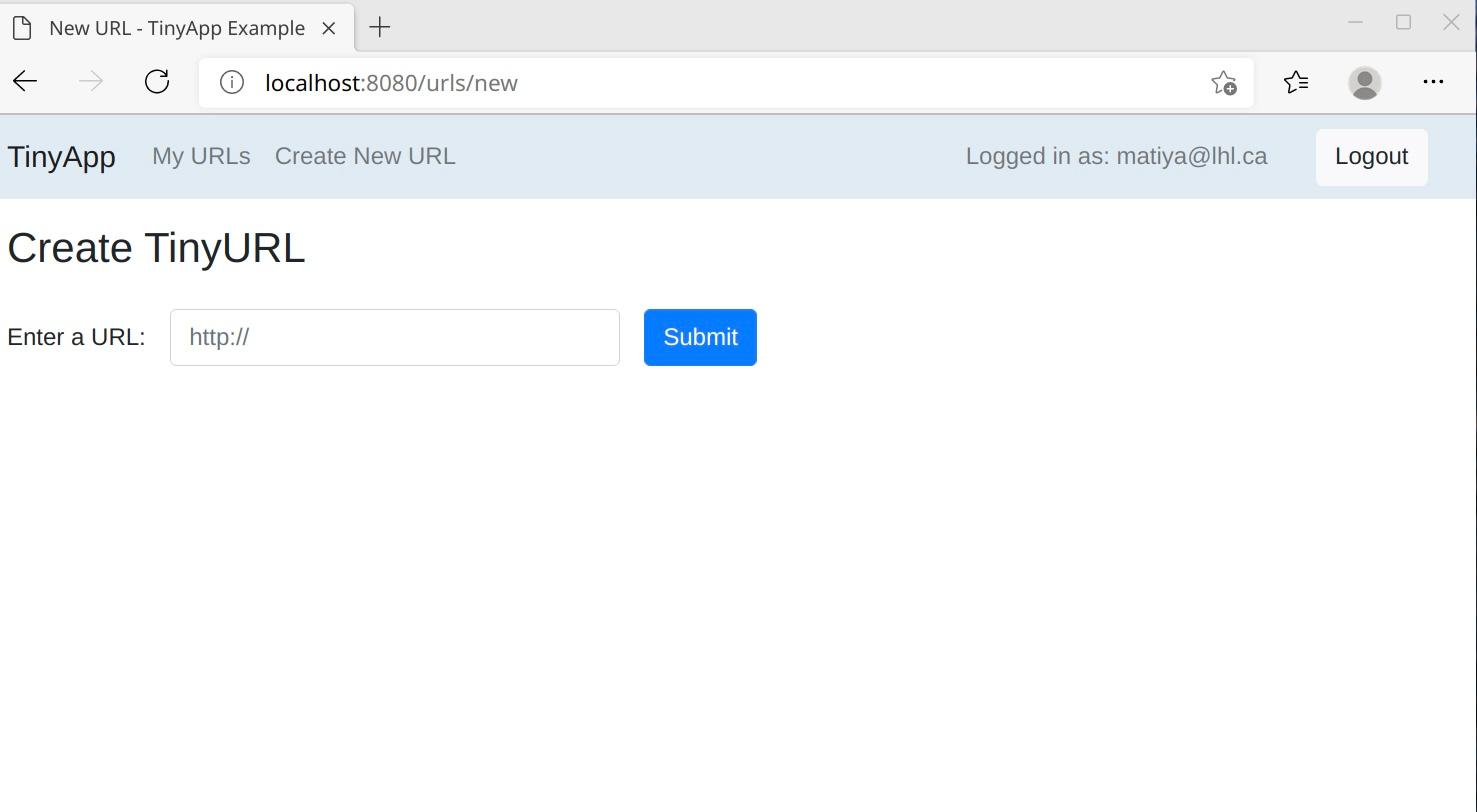 New URL - TinyApp Example
localhost:8080/urls/new
TinyApp My URLs Create New URL Logged in as: matiya@lhl.ca Logout
Create TinyURL
Enter a URL: http:// Submit